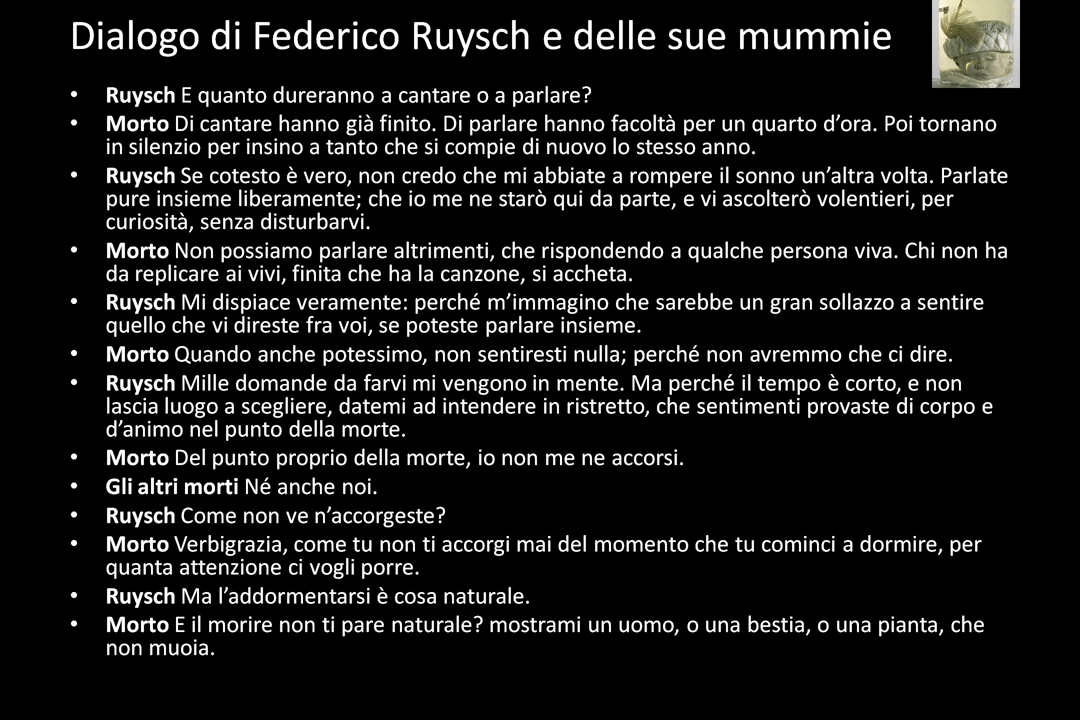 Dialogo di Federico Ruysch e delle sue mummie
• Ruysch E quanto dureranno a cantare o a parlare?
• Morto Di cantare hanno già finito. Di parlare hanno facoltà per un quarto d’ora. Poi tornano
in silenzio per insino a tanto che si compie di nuovo lo stesso anno.
• Ruysch Se cotesto è vero, non credo che mi abbiate a rompere il sonno un’altra volta. Parlate
pure insieme liberamente; che io me ne starò qui da parte, e vi ascolterò volentieri, per
curiosità, senza disturbarvi.
• Morto Non possiamo parlare altrimenti, che rispondendo a qualche persona viva. Chi non ha
da replicare ai vivi, finita che ha la canzone, si accheta.
• Ruysch Mi dispiace veramente: perché m’immagino che sarebbe un gran sollazzo a sentire
quello che vi direste fra voi, se poteste parlare insieme.
• Morto Quando anche potessimo, non sentiresti nulla; perché non avremmo che ci dire.
• Ruysch Mille domande da farvi mi vengono in mente. Ma perché il tempo è corto, e non
lascia luogo a scegliere, datemi ad intendere in ristretto, che sentimenti provaste di corpo e
d’animo nel punto della morte.
• Morto Del punto proprio della morte, io non me ne accorsi.
• Gli altri morti Né anche noi.
• Ruysch Come non ve n’accorgeste?
• Morto Verbigrazia, come tu non ti accorgi mai del momento che tu cominci a dormire, per
quanta attenzione ci vogli porre.
• Ruysch Ma l’addormentarsi è cosa naturale.
• Morto E il morire non ti pare naturale? mostrami un uomo, o una bestia, o una pianta, che
non muoia.